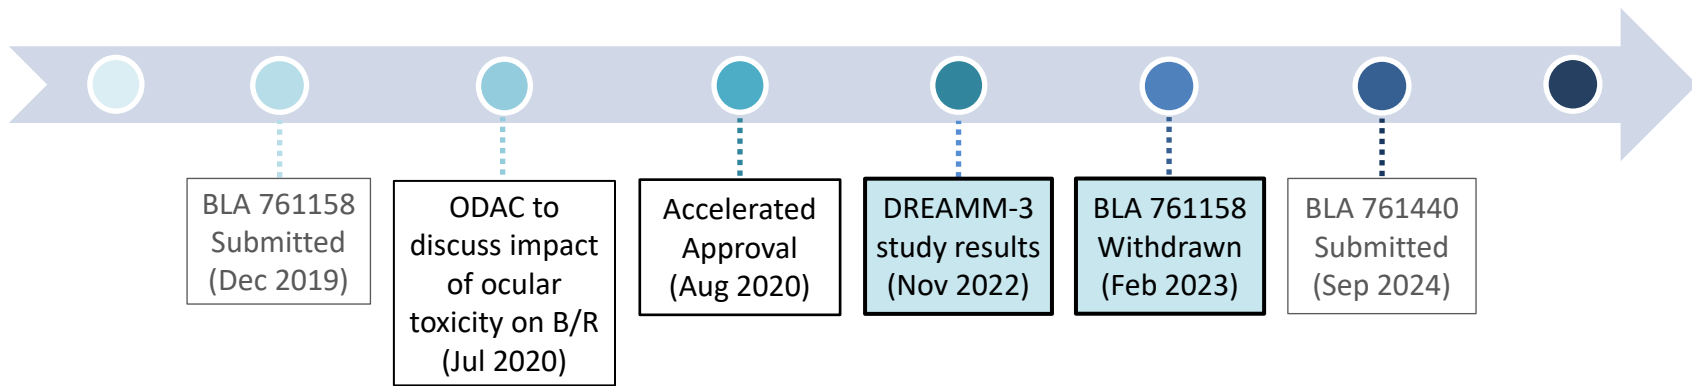 BLA 761158
Submitted
(Dec 2019)
ODAC to
discuss impact
of ocular
toxicity on B/R
(Jul 2020)
Accelerated
Approval
(Aug 2020)
DREAMM-3
study results
(Nov 2022)
BLA 761158
Withdrawn
(Feb 2023)
BLA 761440
Submitted
(Sep 2024)